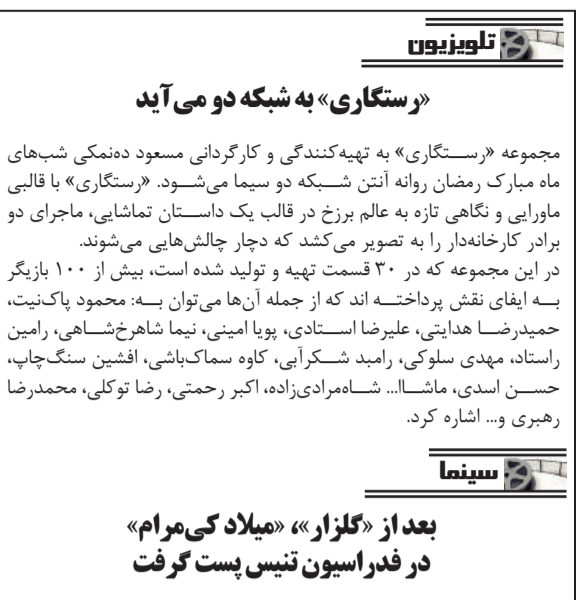 تلویزیون
«رستگاری» به شبکه دو می‌آید
مجموعه «رستگاری» به تهیه‌کنندگی و کارگردانی مسعود ده‌نمکی شب‌های
ماه مبارک رمضان روانه آنتن شبکه دو سیما می‌شود. «رستگاری» با قالبی
ماورایی و نگاهی تازه به عالم برزخ در قالب یک داستان تماشایی، ماجرای دو
برادر کارخانه‌دار را به تصویر می‌کشد که دچار چالش‌هایی می‌شوند.
در این مجموعه که در ۳۰ قسمت تهیه و تولید شده است، بیش از ۱۰۰ بازیگر
به ایفای نقش پرداخته اند که از جمله آن‌ها می‌توان به: محمود پاک‌نیت،
حمیدرضا هدایتی، علیرضا استادی، پویا امینی، نیما شاهرخ‌شاهی، رامین
راستاد، مهدی سلوکی، رامبد شکرآبی، کاوه سماک‌باشی، افشین سنگ‌چاپ،
حسن اسدی، ماشاا... شاه‌مرادی‌زاده، اکبر رحمتی، رضا توکلی، محمدرضا
رهبری و... اشاره کرد.
سینما
بعد از «گلزار»، «میلاد کی‌مرام»
در فدراسیون تنیس پست گرفت